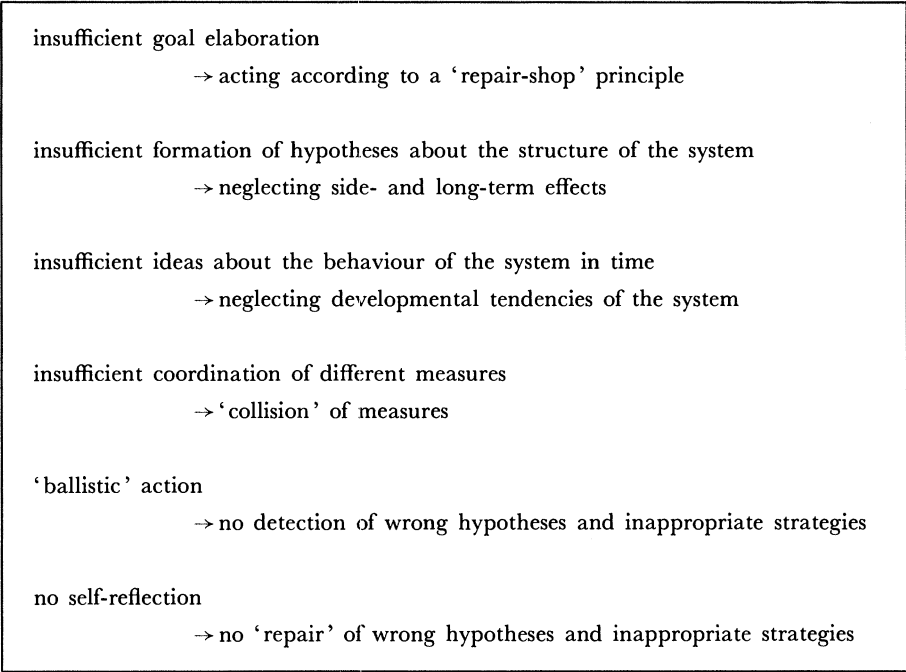 insufficient goal elaboration
→ acting according to a ‘repair-shop’ principle
insufficient formation of hypotheses about the structure of the system
→ neglecting side- and long-term effects
insufficient ideas about the behaviour of the system in time
→ neglecting developmental tendencies of the system
insufficient coordination of different measures
→ ‘collision’ of measures
‘ballistic’ action
→ no detection of wrong hypotheses and inappropriate strategies
no self-reflection
→ no ‘repair’ of wrong hypotheses and inappropriate strategies